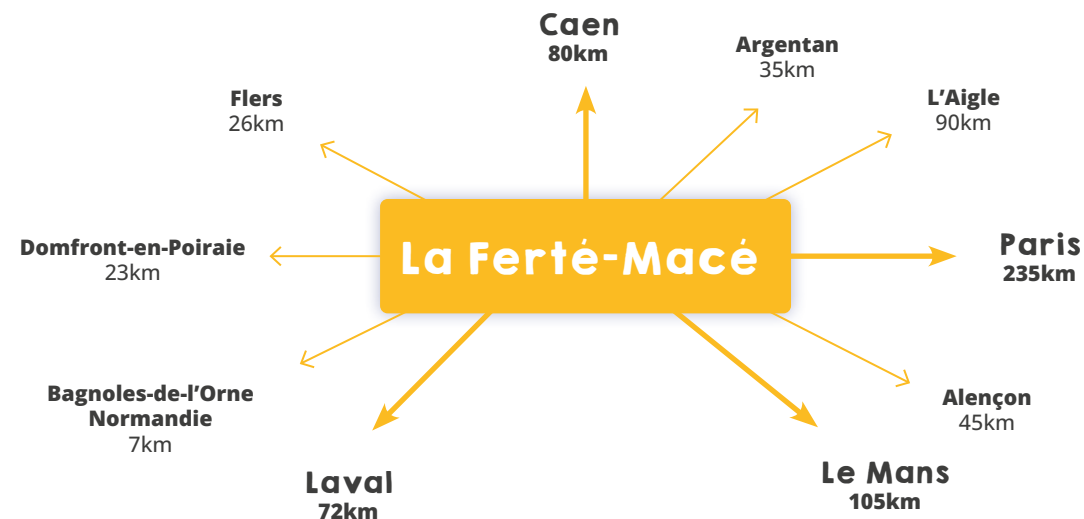 Caen
80km
Argentan
35km
Flers
26km
L’Aigle
90km
Domfront-en-Poiraie
23km
La Ferté-Macé
Paris
235km
Bagnoles-de-l’Orne
Normandie
7km
Alençon
45km
Laval
72km
Le Mans
105km